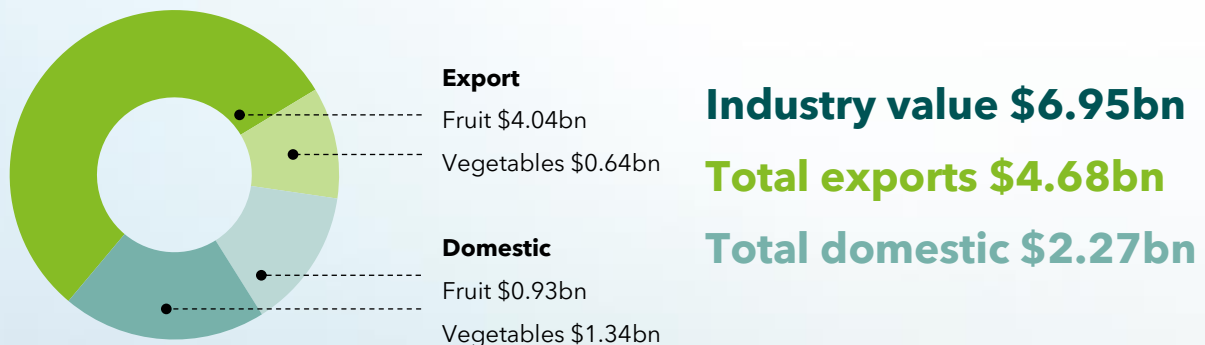 Export
Fruit $4.04bn
Vegetables $0.64bn
Domestic
Fruit $0.93bn
Vegetables $1.34bn
Industry value $6.95bn
Total exports $4.68bn
Total domestic $2.27bn